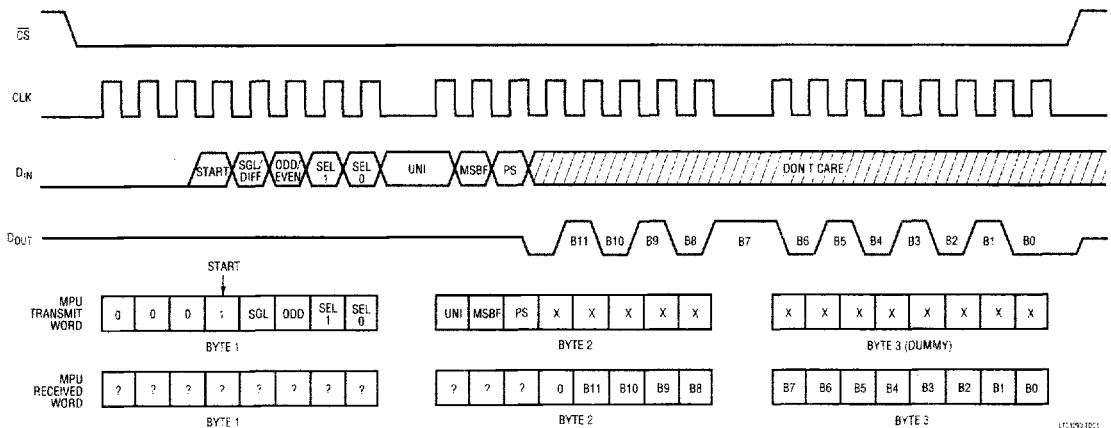 CS
CLK
DIN
START SGL/ DIFF ODD/ EVEN SEL 1 SEL 0 UNI MSBF PS DON T CARE
DOUT
B11 B10 B9 B8 B7 B6 B5 B4 B3 B2 B1 B0
START
MPU TRANSMIT WORD
0 0 0 1 SGL ODD SEL 1 SEL 0
UNI MSBF PS X X X X X
X X X X X X X X
BYTE 1
BYTE 2
BYTE 3 (DUMMY)
MPU RECEIVED WORD
? ? ? ? ? ? ? ?
? ? ? 0 B11 B10 B9 B8
B7 B6 B5 B4 B3 B2 B1 B0
BYTE 1
BYTE 2
BYTE 3